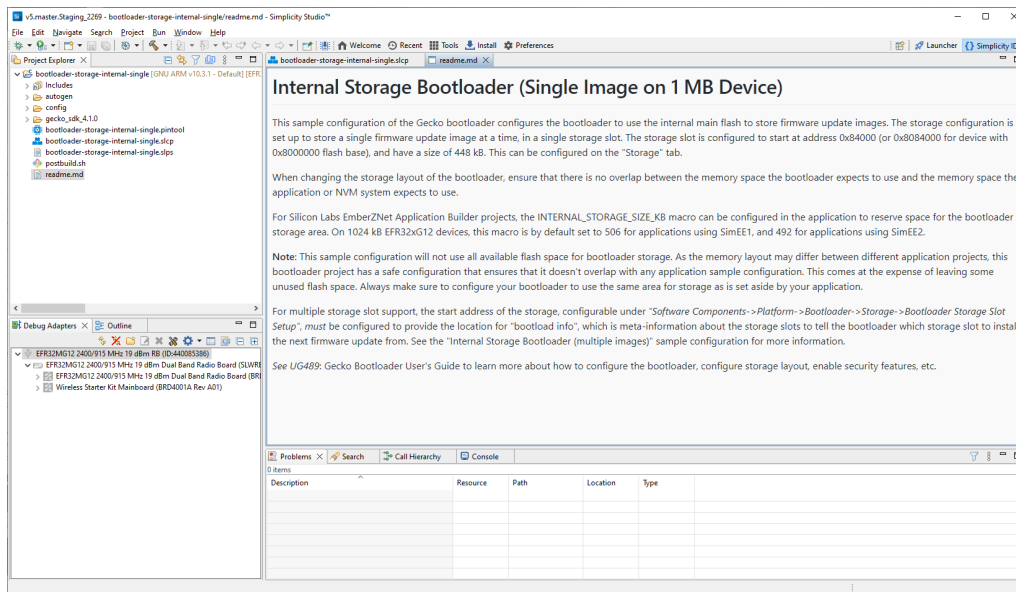 v5.master.Staging_2269 - bootloader-storage-internal-single/readme.md - Simplicity Studio™
File Edit Navigate Search Project Run Window Help
Welcome Recent Tools Install Preferences Launcher Simplicity IDE
Project Explorer
bootloader-storage-internal-single [GNU ARM v10.3.1 - Default] [EFR
Includes
autogen
config
gecko_sdk_4.1.0
bootloader-storage-internal-single.pintool
bootloader-storage-internal-single.slcp
bootloader-storage-internal-single.slps
postbuild.sh
readme.md
bootloader-storage-internal-single.slcp readme.md
Internal Storage Bootloader (Single Image on 1 MB Device)
This sample configuration of the Gecko bootloader configures the bootloader to use the internal main flash to store firmware update images. The storage configuration is
set up to store a single firmware update image at a time, in a single storage slot. The storage slot is configured to start at address 0x84000 (or 0x8084000 for device with
0x8000000 flash base), and have a size of 448 kB. This can be configured on the "Storage" tab.
When changing the storage layout of the bootloader, ensure that there is no overlap between the memory space the bootloader expects to use and the memory space the
application or NVM system expects to use.
For Silicon Labs EmberZNet Application Builder projects, the INTERNAL_STORAGE_SIZE_KB macro can be configured in the application to reserve space for the bootloader
storage area. On 1024 kB EFR32xG12 devices, this macro is by default set to 506 for applications using SimEE1, and 492 for applications using SimEE2.
Note: This sample configuration will not use all available flash space for bootloader storage. As the memory layout may differ between different application projects, this
bootloader project has a safe configuration that ensures that it doesn't overlap with any application sample configuration. This comes at the expense of leaving some
unused flash space. Always make sure to configure your bootloader to use the same area for storage as is set aside by your application.
For multiple storage slot support, the start address of the storage, configurable under "Software Components->Platform->Bootloader->Storage->Bootloader Storage Slot
Setup", must be configured to provide the location for "bootload info", which is meta-information about the storage slots to tell the bootloader which storage slot to instal
the next firmware update from. See the "Internal Storage Bootloader (multiple images)" sample configuration for more information.
See UG489: Gecko Bootloader User's Guide to learn more about how to configure the bootloader, configure storage layout, enable security features, etc.
Debug Adapters Outline
EFR32MG12 2400/915 MHz 19 dBm RB (ID:440085386)
EFR32MG12 2400/915 MHz 19 dBm Dual Band Radio Board (SLWR
EFR32MG12 2400/915 MHz 19 dBm Dual Band Radio Board (BRI
Wireless Starter Kit Mainboard (BRD4001A Rev A01)
Problems Search Call Hierarchy Console
0 items
Description Resource Path Location Type